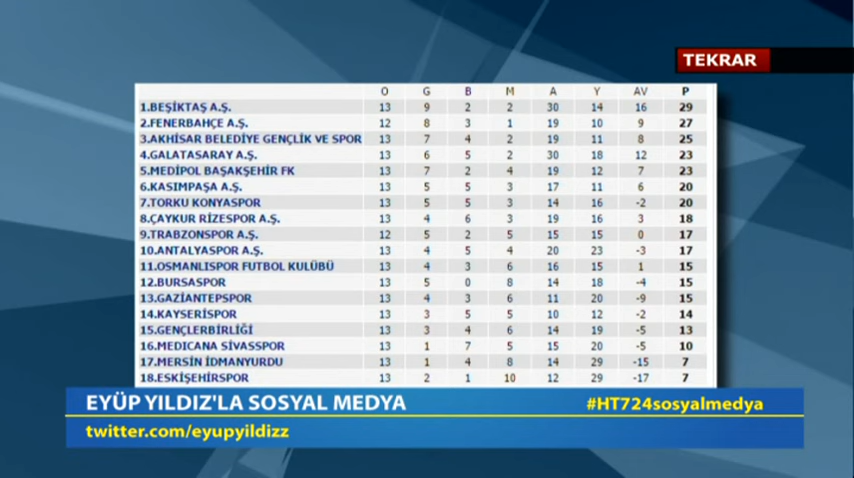 TEKRAR
O G B M A Y AV P
1.BEŞİKTAŞ A.Ş. 13 9 2 2 30 14 16 29
2.FENERBAHÇE A.Ş. 12 8 3 1 19 10 9 27
3.AKHİSAR BELEDİYE GENÇLİK VE SPOR 13 7 4 2 19 11 8 25
4.GALATASARAY A.Ş. 13 6 5 2 30 18 12 23
5.MEDİPOL BAŞAKŞEHİR FK 13 7 2 4 19 12 7 23
6.KASIMPAŞA A.Ş. 13 5 5 3 17 11 6 20
7.TORKU KONYASPOR 13 5 5 3 14 16 -2 20
8.ÇAYKUR RİZESPOR A.Ş. 13 4 6 3 19 16 3 18
9.TRABZONSPOR A.Ş. 12 5 2 5 15 15 0 17
10.ANTALYASPOR A.Ş. 13 4 5 4 20 23 -3 17
11.OSMANLISPOR FUTBOL KULÜBÜ 13 4 3 6 16 15 1 15
12.BURSASPOR 13 5 0 8 14 18 -4 15
13.GAZİANTEPSPOR 13 4 3 6 11 20 -9 15
14.KAYSERİSPOR 13 3 5 5 10 12 -2 14
15.GENÇLERBİRLİĞİ 13 3 4 6 14 19 -5 13
16.MEDICANA SİVASSPOR 13 1 7 5 15 20 -5 10
17.MERSİN İDMANYURDU 13 1 4 8 14 29 -15 7
18.ESKİŞEHİRSPOR 13 2 1 10 12 29 -17 7
EYÜP YILDIZ'LA SOSYAL MEDYA #HT724sosyalmedya
twitter.com/eyupyildizz